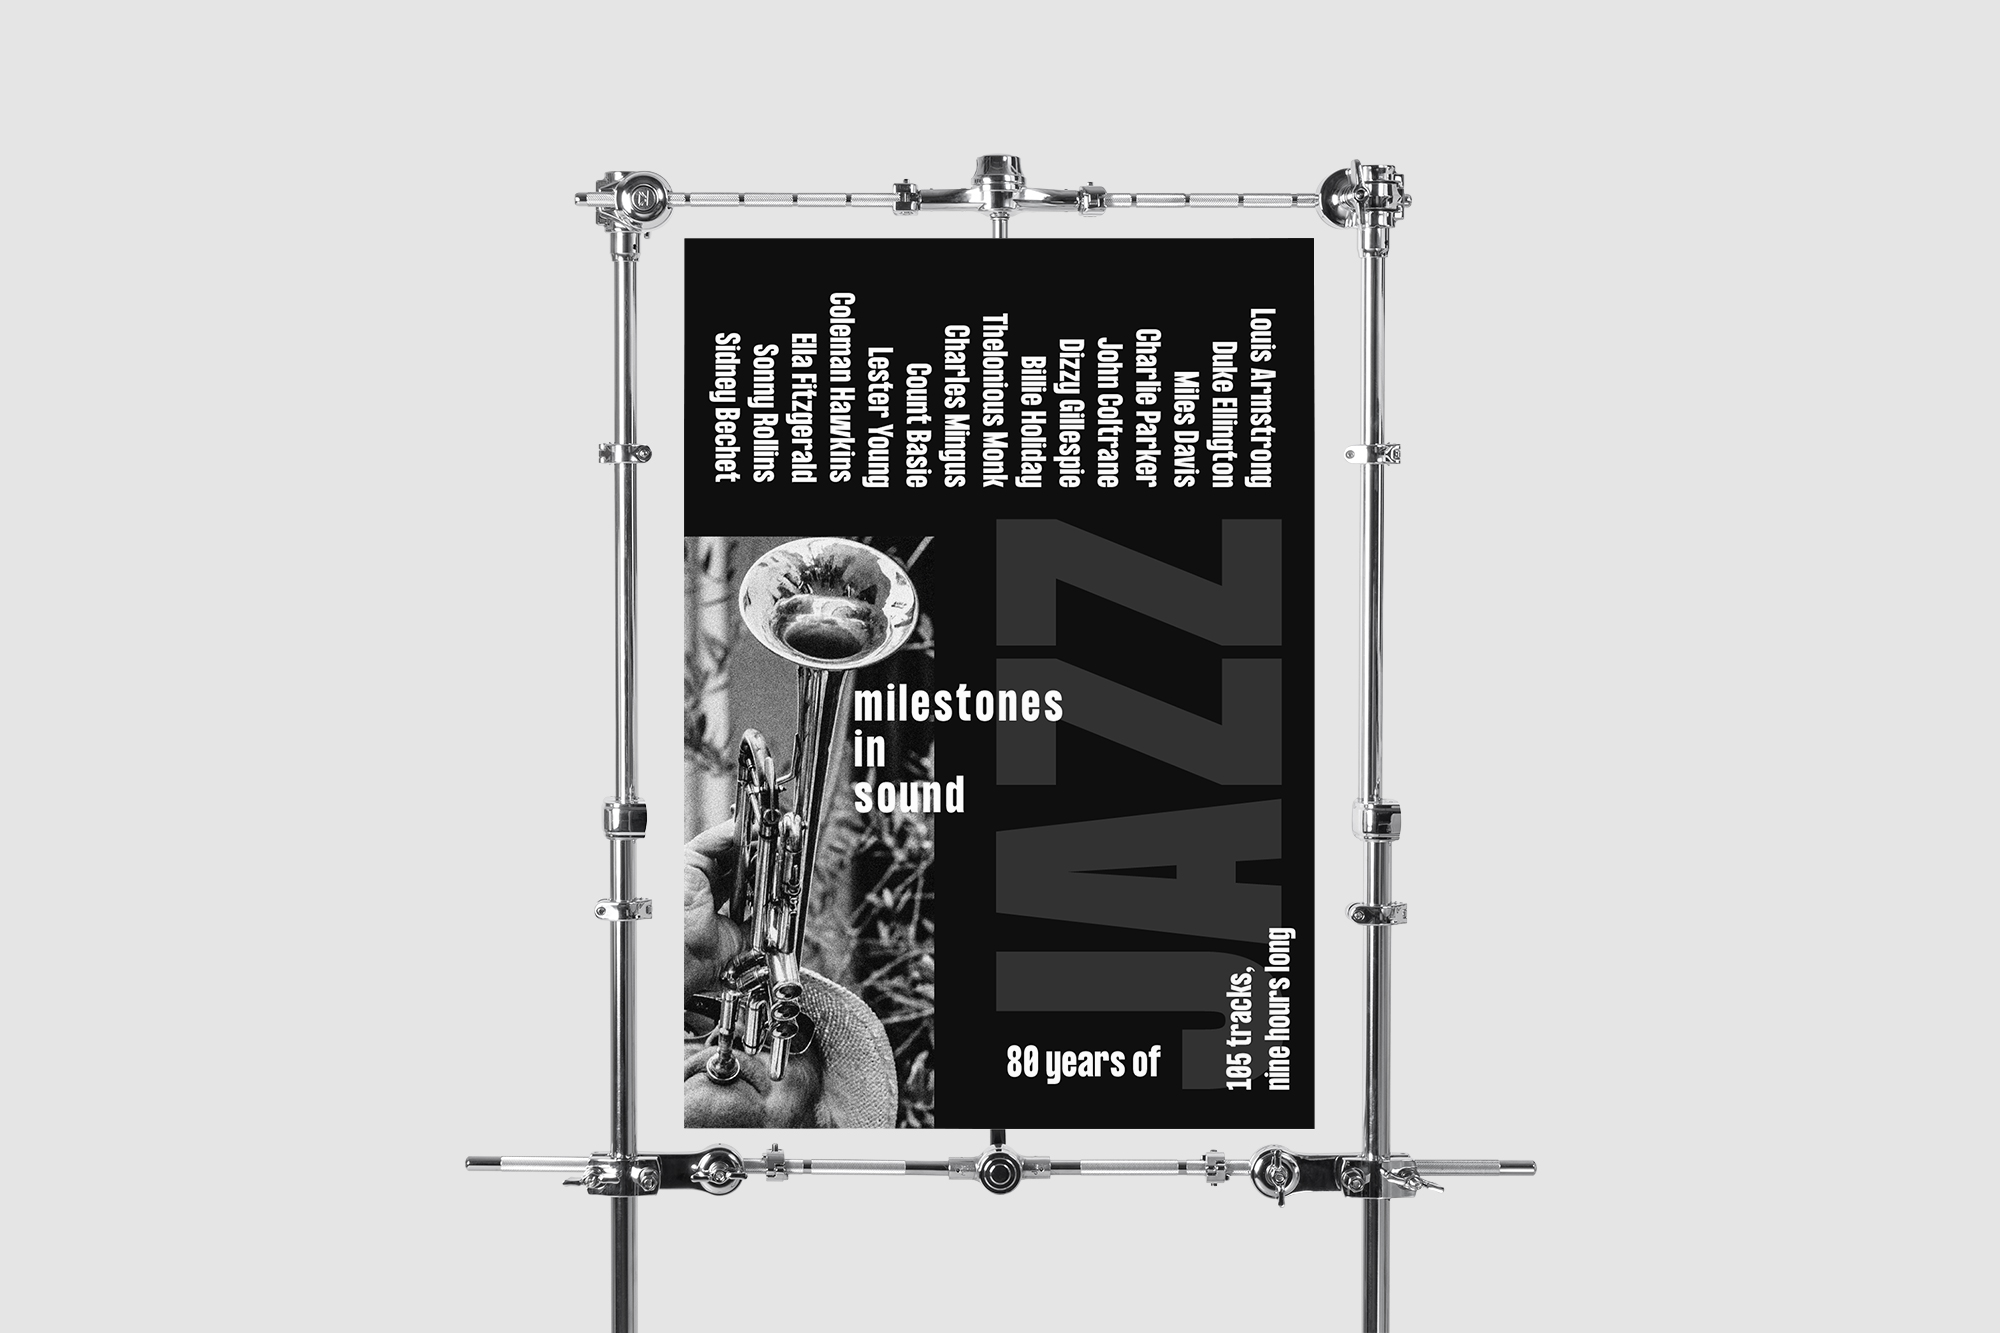 Louis Armstrong
Duke Ellington
Miles Davis
Charlie Parker
John Coltrane
Dizzy Gillespie
Billie Holiday
Thelonious Monk
Charles Mingus
Count Basie
Lester Young
Coleman Hawkins
Ella Fitzgerald
Sonny Rollins
Sidney Bechet
milestones
in
sound
80 years of
JAZZ
105 tracks,
nine hours long